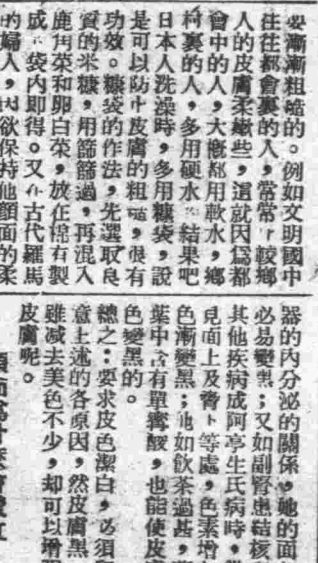 要漸漸粗糙的。例如文明國中
往往都會裏的人,常常比較鄉
人的皮膚柔嫩些,這就因爲都
會中的人,大概都用軟水,鄉
村裏的人,多用硬水的結果吧
日本人洗澡時,多用糠袋,說
是可以防止皮膚的粗糙,很有
功效。糠袋的作法,先選取良
質的米糠,用篩篩過,再混入
鹿角菜和卵白菜,放在棉布製
成的袋內即得。又在古代羅馬
的婦人,因欲保持他顏面的柔
器的內分泌的關係,她的面
必易變黑;又如副腎患結核
其他疾病成阿亭生氏病時,
見面上及脅下等處,色素增
色漸變黑;他如飲茶過甚,
葉中含有單寧酸,也能使皮
色變黑的。
總之:要求皮色潔白,必須
意上述的各原因,然皮膚黑
雖减去美色不少,却可以增
皮膚呢。